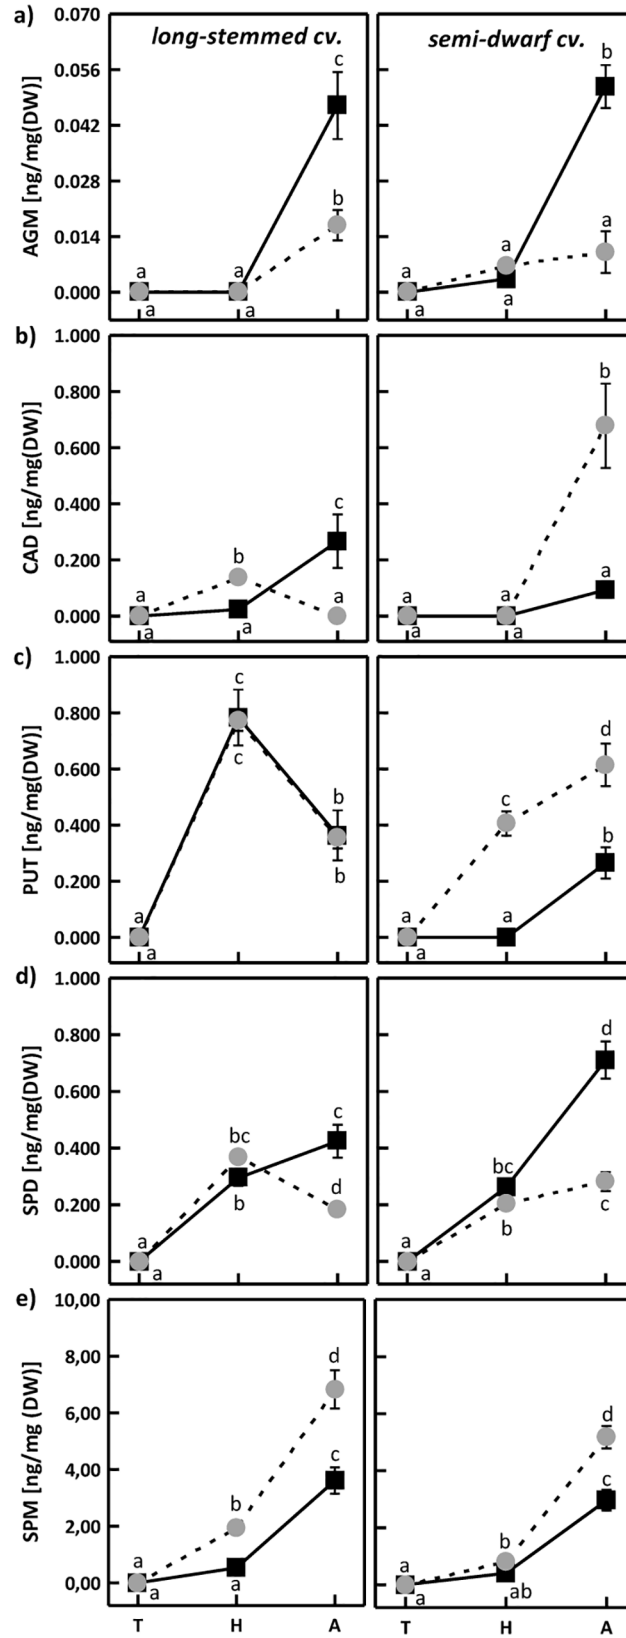 a)
long-stemmed cv.
semi-dwarf cv.
AGM [ng/mg(DW)]
0.070
0.056
0.042
0.028
0.014
0.000
a
a
a
a
b
c
a
a
a
a
a
b
b)
CAD [ng/mg(DW)]
1.000
0.800
0.600
0.400
0.200
0.000
a
a
b
a
c
a
a
a
a
a
b
a
c)
PUT [ng/mg(DW)]
1.000
0.800
0.600
0.400
0.200
0.000
a
a
c
c
b
b
a
a
c
a
d
b
d)
SPD [ng/mg(DW)]
1.000
0.800
0.600
0.400
0.200
0.000
a
a
bc
b
c
d
a
a
bc
b
d
c
e)
SPM [ng/mg (DW)]
10,00
8,00
6,00
4,00
2,00
0,00
a
a
b
a
d
c
a
a
b
ab
d
c
T
H
A
T
H
A